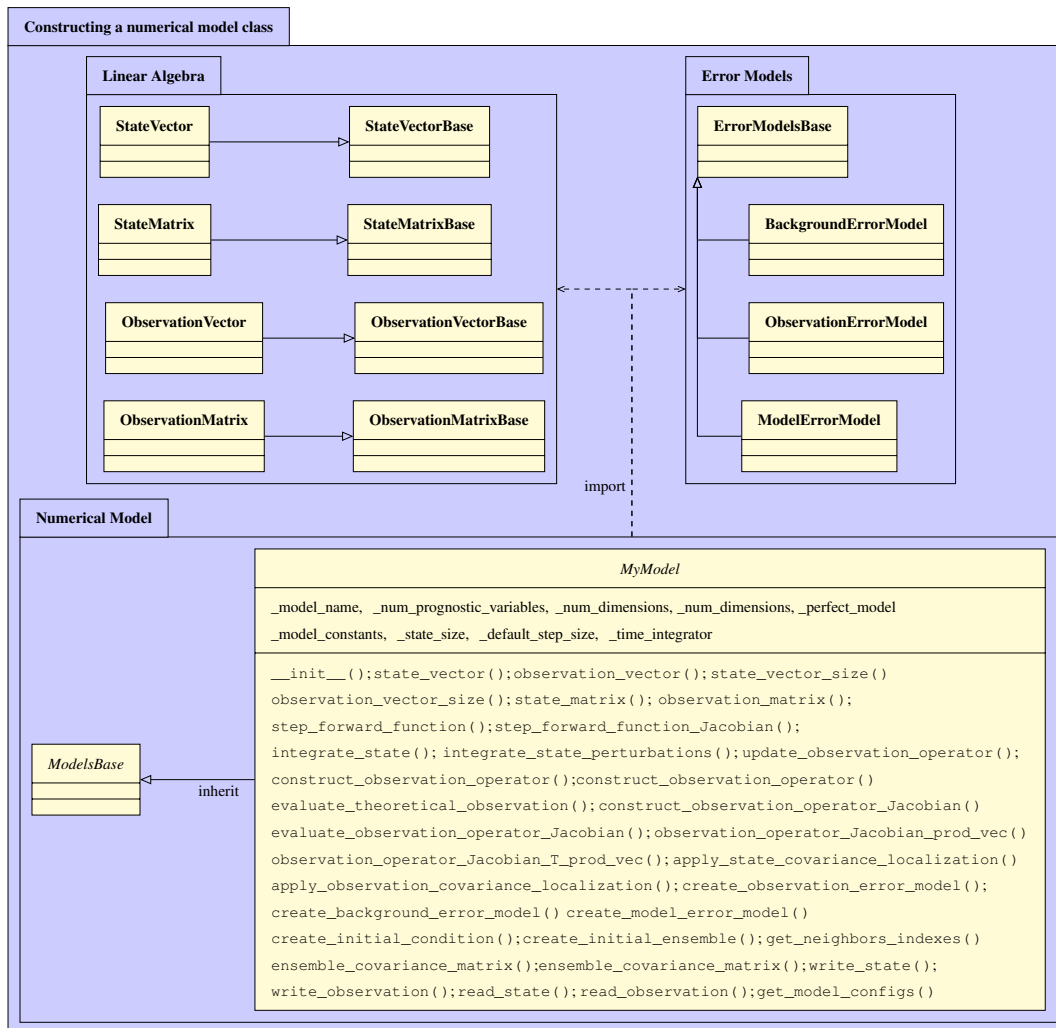 Constructing a numerical model class
Linear Algebra
StateVector
StateVectorBase
StateMatrix
StateMatrixBase
ObservationVector
ObservationVectorBase
ObservationMatrix
ObservationMatrixBase
Error Models
ErrorModelsBase
BackgroundErrorModel
ObservationErrorModel
ModelErrorModel
import
Numerical Model
ModelsBase
inherit
MyModel
_model_name, _num_prognostic_variables, _num_dimensions, _num_dimensions, _perfect_model
_model_constants, _state_size, _default_step_size, _time_integrator
__init__();state_vector();observation_vector();state_vector_size()
observation_vector_size();state_matrix(); observation_matrix();
step_forward_function();step_forward_function_Jacobian();
integrate_state(); integrate_state_perturbations();update_observation_operator();
construct_observation_operator();construct_observation_operator()
evaluate_theoretical_observation();construct_observation_operator_Jacobian()
evaluate_observation_operator_Jacobian();observation_operator_Jacobian_prod_vec()
observation_operator_Jacobian_T_prod_vec();apply_state_covariance_localization()
apply_observation_covariance_localization();create_observation_error_model();
create_background_error_model() create_model_error_model()
create_initial_condition();create_initial_ensemble();get_neighbors_indexes()
ensemble_covariance_matrix();ensemble_covariance_matrix();write_state();
write_observation();read_state();read_observation();get_model_configs()